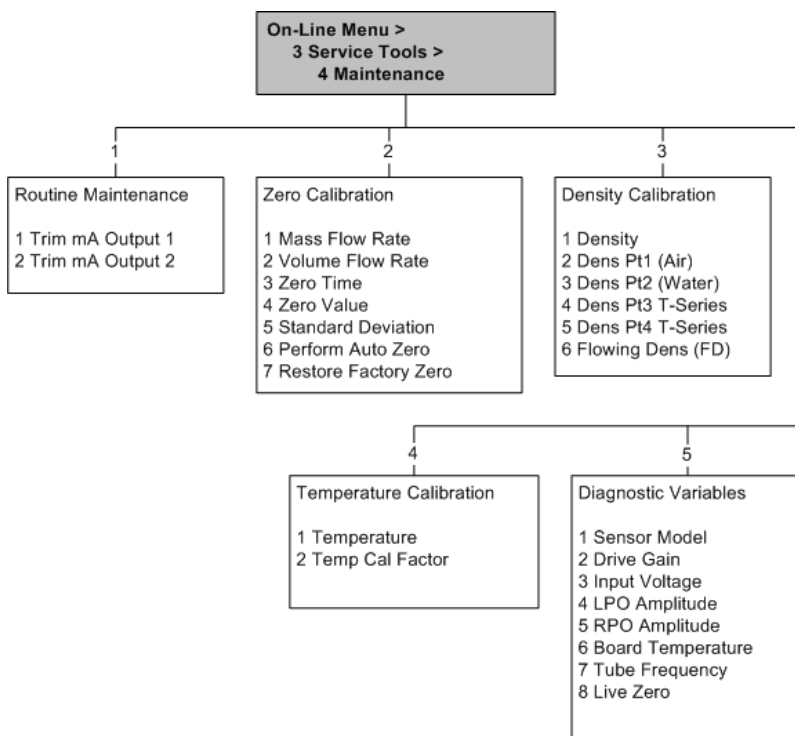 On-Line Menu >
3 Service Tools >
4 Maintenance
1
Routine Maintenance
1 Trim mA Output 1
2 Trim mA Output 2
2
Zero Calibration
1 Mass Flow Rate
2 Volume Flow Rate
3 Zero Time
4 Zero Value
5 Standard Deviation
6 Perform Auto Zero
7 Restore Factory Zero
3
Density Calibration
1 Density
2 Dens Pt1 (Air)
3 Dens Pt2 (Water)
4 Dens Pt3 T-Series
5 Dens Pt4 T-Series
6 Flowing Dens (FD)
4
Temperature Calibration
1 Temperature
2 Temp Cal Factor
5
Diagnostic Variables
1 Sensor Model
2 Drive Gain
3 Input Voltage
4 LPO Amplitude
5 RPO Amplitude
6 Board Temperature
7 Tube Frequency
8 Live Zero